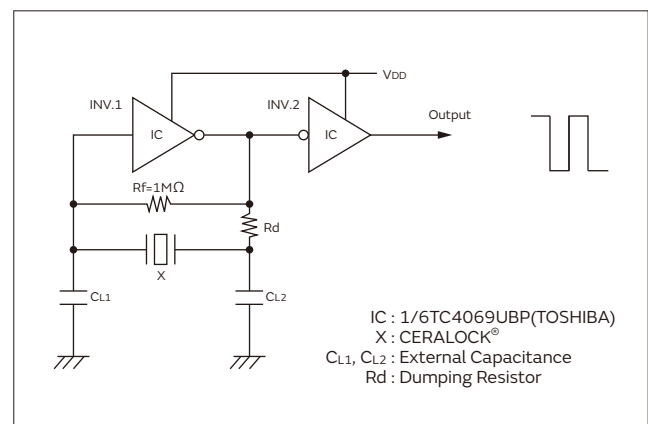 VDD
INV.1
INV.2
IC
IC
Output
Rf=1MΩ
Rd
X
CL1
CL2
IC : 1/6TC4069UBP(TOSHIBA)
X : CERALOCK®
CL1, CL2 : External Capacitance
Rd : Dumping Resistor